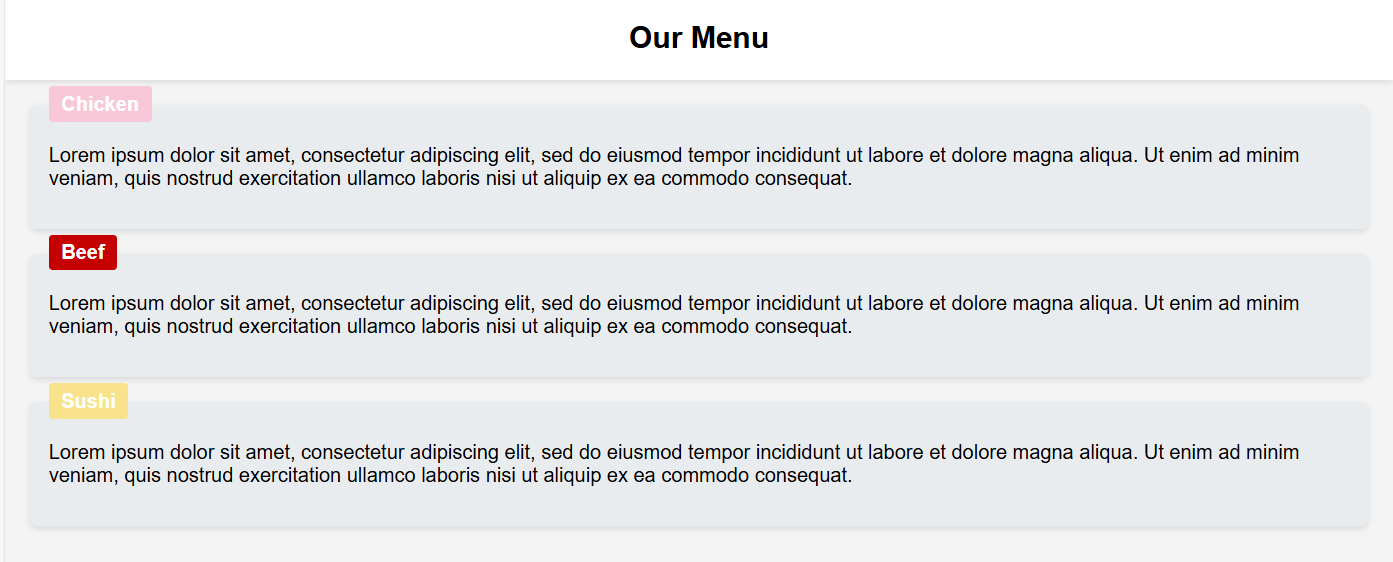 Our Menu
Chicken
Lorem ipsum dolor sit amet, consectetur adipiscing elit, sed do eiusmod tempor incididunt ut labore et dolore magna aliqua. Ut enim ad minim
veniam, quis nostrud exercitation ullamco laboris nisi ut aliquip ex ea commodo consequat.
Beef
Lorem ipsum dolor sit amet, consectetur adipiscing elit, sed do eiusmod tempor incididunt ut labore et dolore magna aliqua. Ut enim ad minim
veniam, quis nostrud exercitation ullamco laboris nisi ut aliquip ex ea commodo consequat.
Sushi
Lorem ipsum dolor sit amet, consectetur adipiscing elit, sed do eiusmod tempor incididunt ut labore et dolore magna aliqua. Ut enim ad minim
veniam, quis nostrud exercitation ullamco laboris nisi ut aliquip ex ea commodo consequat.